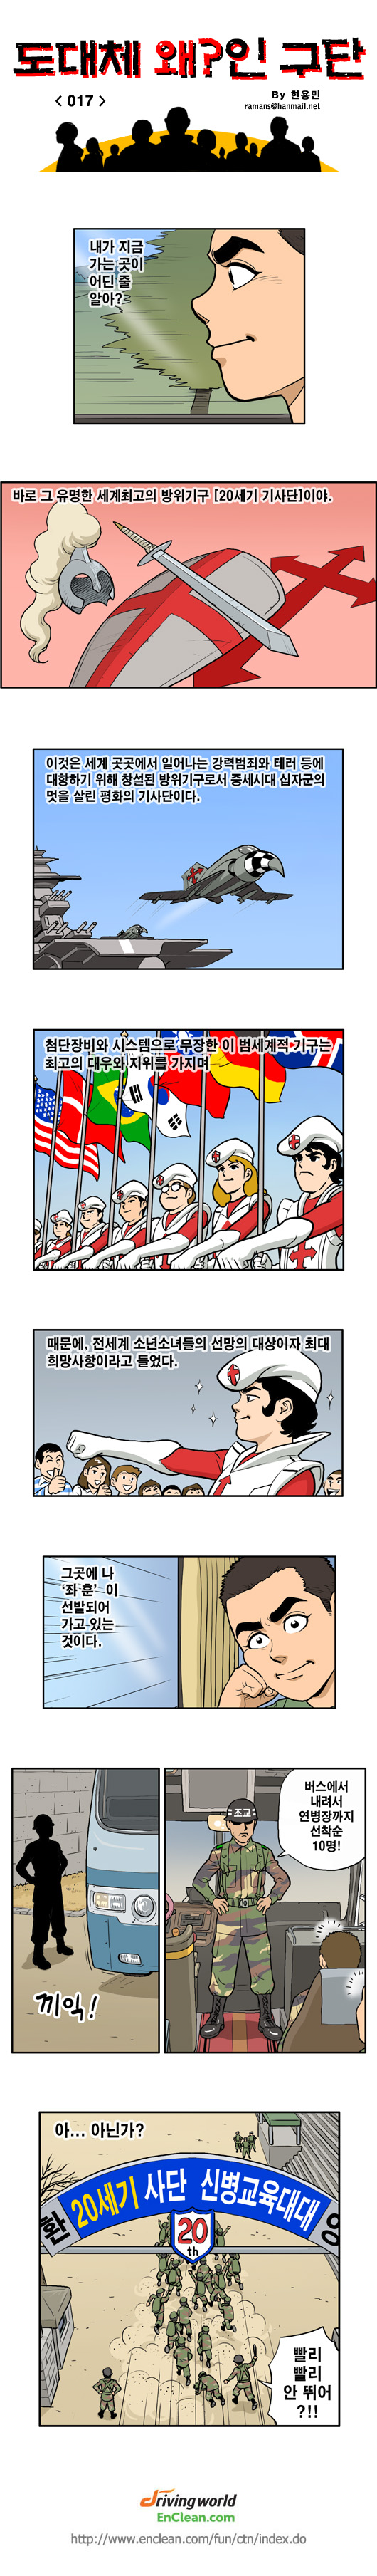 도대체 왜?인 구단
< 017 >
By 현용민
ramans@hanmail.net
내가 지금
가는 곳이
어딘 줄
알아?
바로 그 유명한 세계최고의 방위기구 [20세기 기사단]이야.
이것은 세계 곳곳에서 일어나는 강력범죄와 테러 등에
대항하기 위해 창설된 방위기구로서 중세시대 십자군의
멋을 살린 평화의 기사단이다.
첨단장비와 시스템으로 무장한 이 범세계적 기구는
최고의 대우와 지위를 가지며
때문에, 전세계 소년소녀들의 선망의 대상이자 최대
희망사항이라고 들었다.
그곳에 나
‘좌 훈’ 이
선발되어
가고 있는
것이다.
끼익!
조교
버스에서
내려서
연병장까지
선착순
10명!
아... 아닌가?
환 20세기 사단 신병교육대대 영
20
th
빨리
빨리
안 뛰어
?!!
driving world
EnClean.com
http://www.enclean.com/fun/ctn/index.do